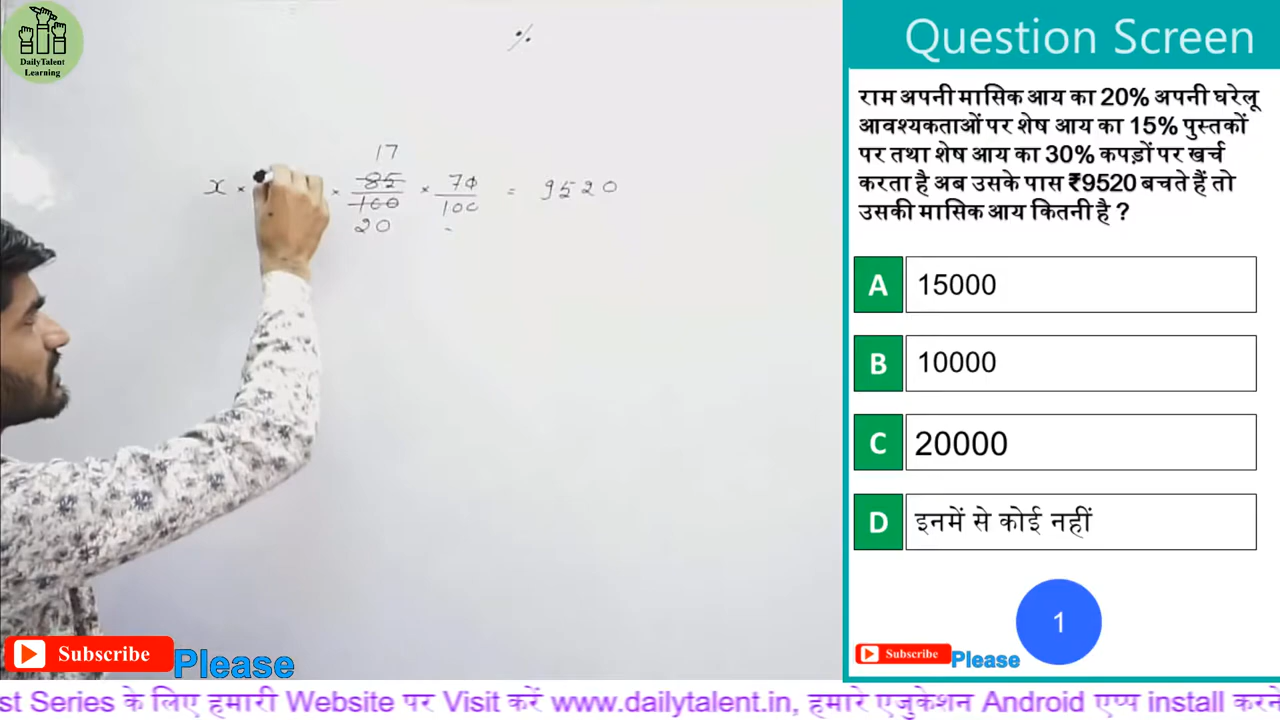 DailyTalent
Learning
%
17
x × × 85 × 70 = 9520
100 100
20
Question Screen
राम अपनी मासिक आय का 20% अपनी घरेलू
आवश्यकताओं पर शेष आय का 15% पुस्तकों
पर तथा शेष आय का 30% कपड़ों पर खर्च
करता है अब उसके पास ₹9520 बचते हैं तो
उसकी मासिक आय कितनी है ?
A 15000
B 10000
C 20000
D इनमें से कोई नहीं
1
Subscribe Please
Subscribe Please
st Series के लिए हमारी Website पर Visit करें www.dailytalent.in, हमारे एजुकेशन Android एप्प install करने